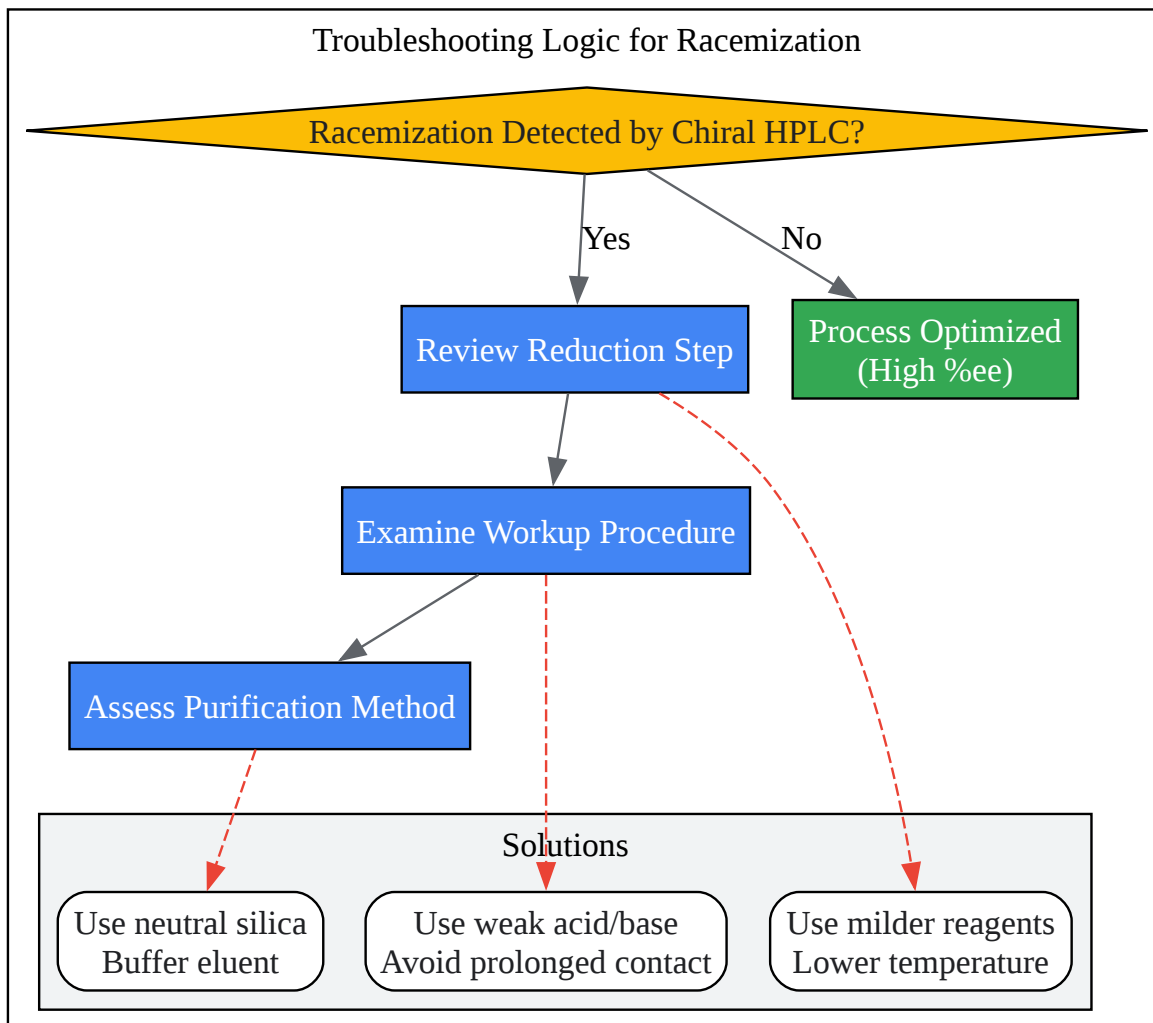 Troubleshooting Logic for Racemization
Racemization Detected by Chiral HPLC?
Yes
No
Review Reduction Step
Process Optimized
(High %ee)
Examine Workup Procedure
Assess Purification Method
Solutions
Use neutral silica
Buffer eluent
Use weak acid/base
Avoid prolonged contact
Use milder reagents
Lower temperature